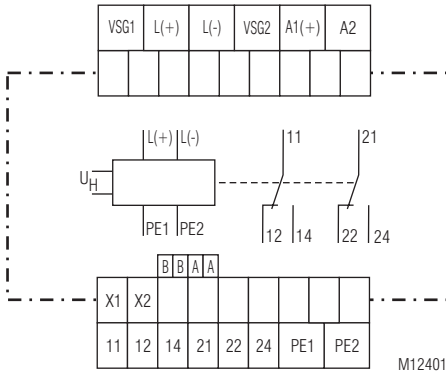 VSG1 L(+) L(-) VSG2 A1(+) A2
L(+) L(-) 11 21
UH
PE1 PE2 12 14 22 24
B B A A
X1 X2
11 12 14 21 22 24 PE1 PE2
M12401